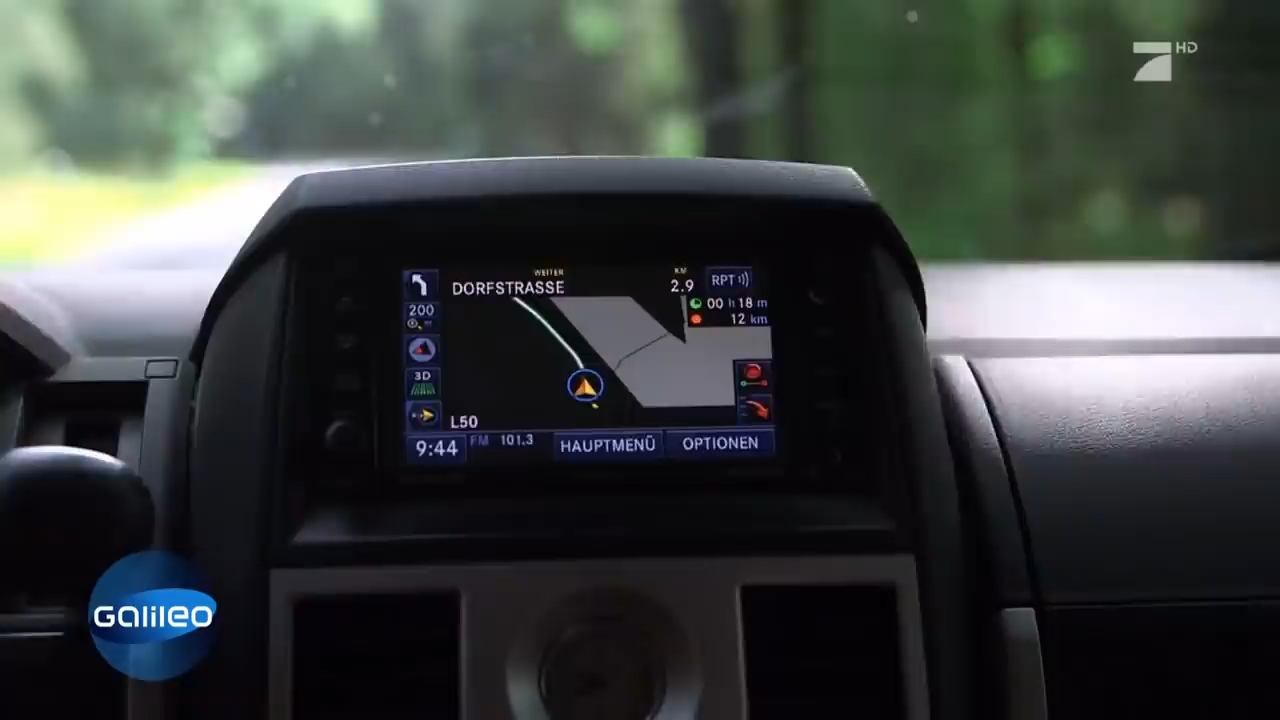 HD
WEITER
DORFSTRASSE
KM
2.9
RPT
200
00 h 18 m
12 km
3D
L50
9:44
FM 101.3
HAUPTMENÜ
OPTIONEN
Galileo